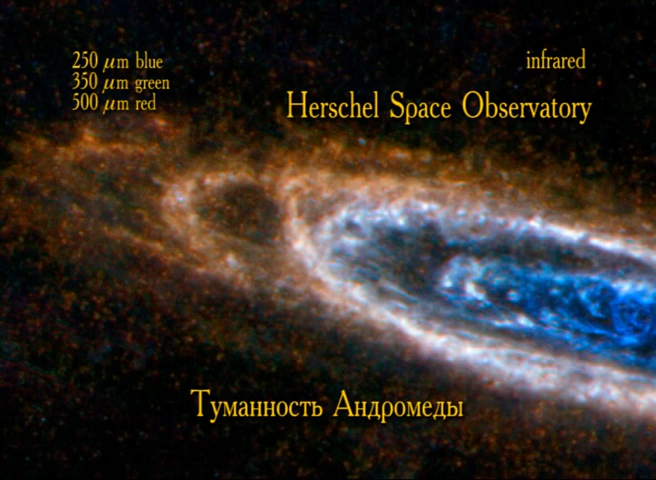 250 µm blue
350 µm green
500 µm red
infrared
Herschel Space Observatory
Туманность Андромеды